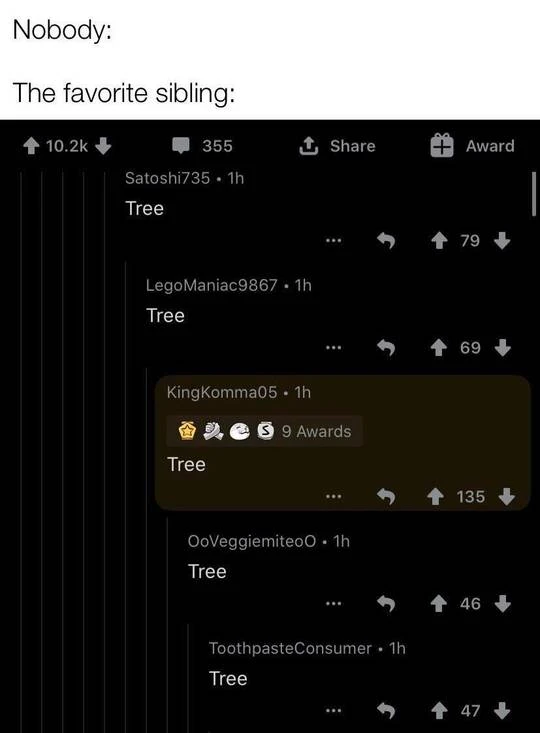 Nobody:
The favorite sibling:
10.2k 355 Share Award
Satoshi735 • 1h
Tree
79
LegoManiac9867 • 1h
Tree
69
KingKomma05 • 1h
S 9 Awards
Tree
135
OoVeggiemiteoO • 1h
Tree
46
ToothpasteConsumer • 1h
Tree
47